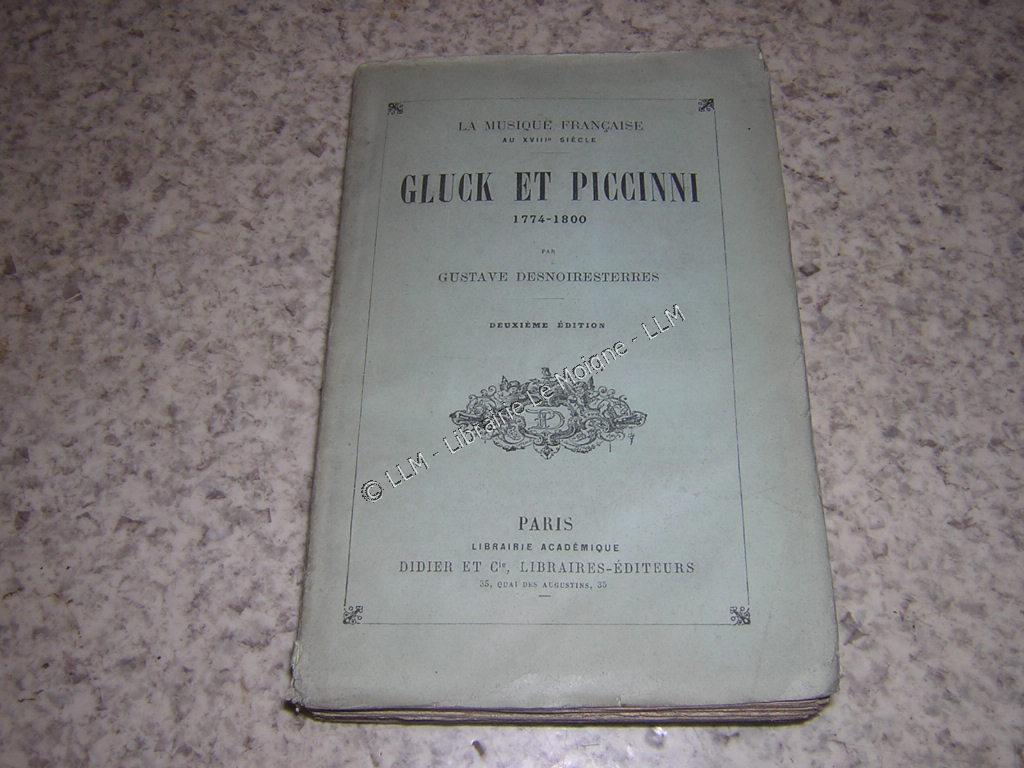 LA MUSIQUE FRANÇAISE
AU XVIIIe SIÈCLE
GLUCK ET PICCINNI
1774-1800
PAR
GUSTAVE DESNOIRESTERRES
DEUXIÈME ÉDITION
© LLM - Librairie Le Moigne - LLM
PARIS
LIBRAIRIE ACADÉMIQUE
DIDIER ET Cie, LIBRAIRES-ÉDITEURS
35, QUAI DES AUGUSTINS, 35